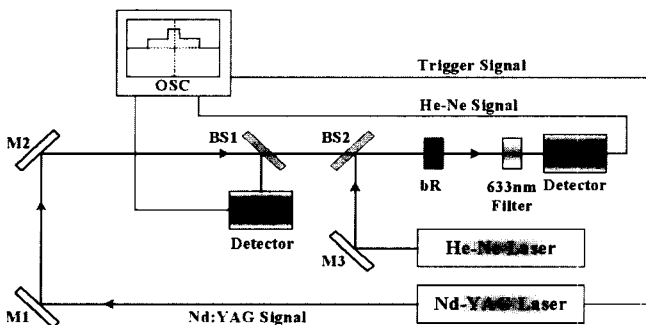 OSC
Trigger Signal
He-Ne Signal
M2
BS1
BS2
bR
633nm
Filter
Detector
Detector
M3
He-Ne Laser
M1
Nd:YAG Signal
Nd-YAG Laser